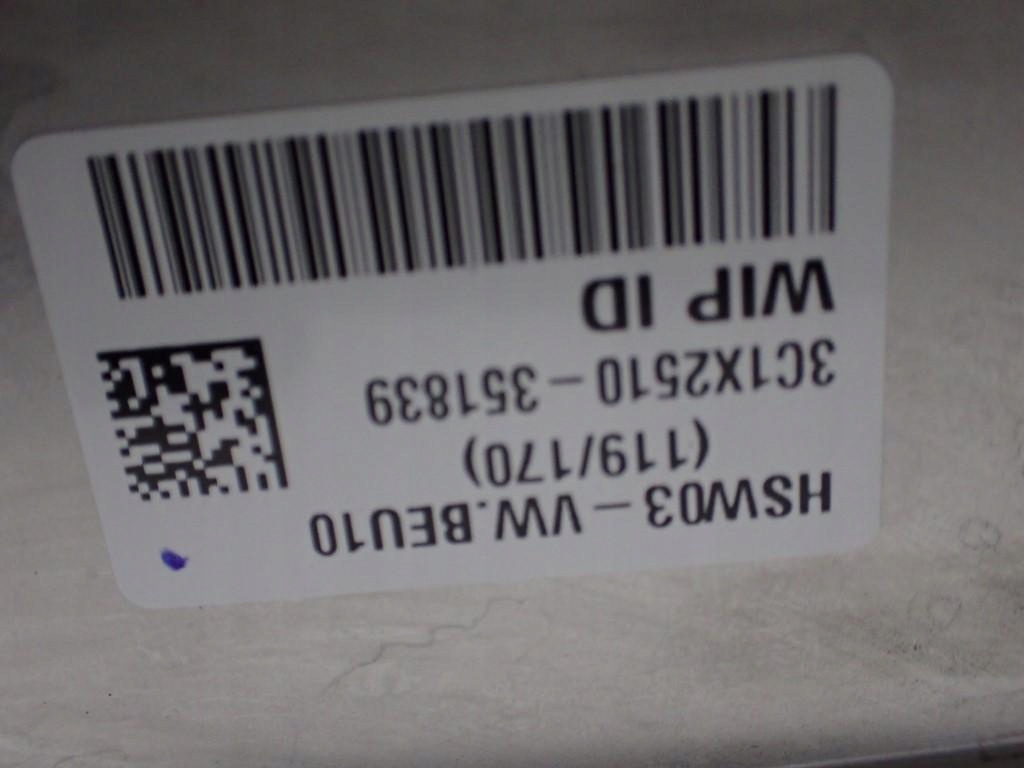 HSW03-VW.BEU10
(119/170)
3C1X2510-351839
WIP ID